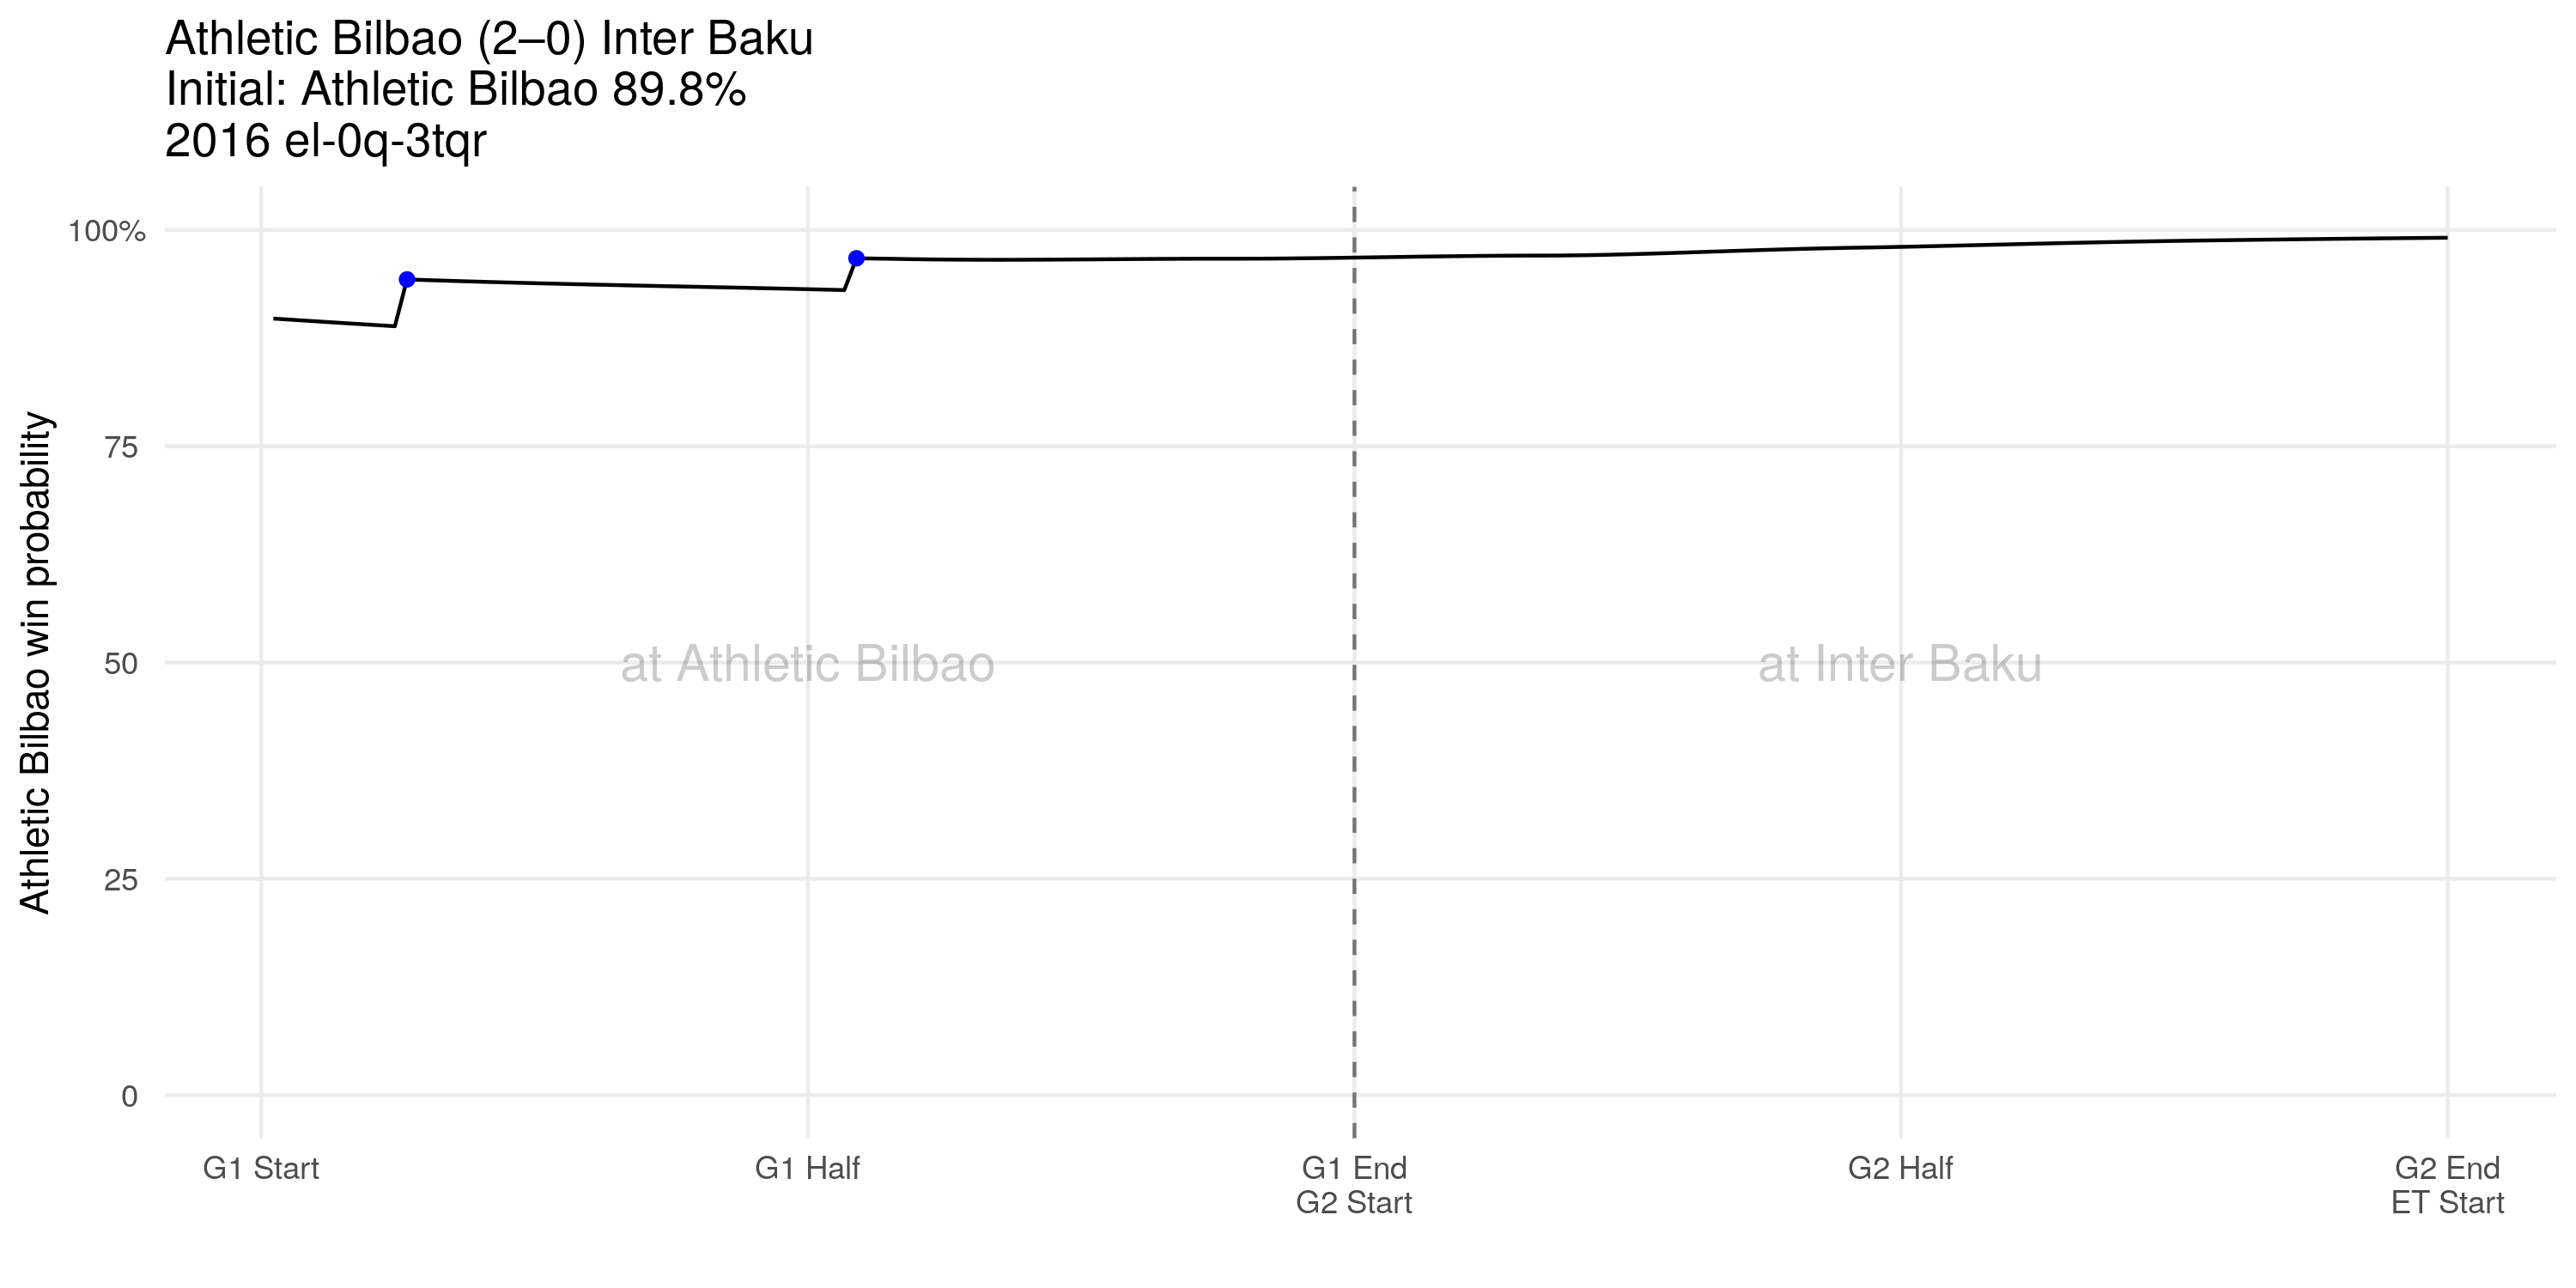 Athletic Bilbao (2–0) Inter Baku
Initial: Athletic Bilbao 89.8%
2016 el-0q-3tqr
Athletic Bilbao win probability
100%
75
50
25
0
at Athletic Bilbao
at Inter Baku
G1 Start
G1 Half
G1 End
G2 Start
G2 Half
G2 End
ET Start